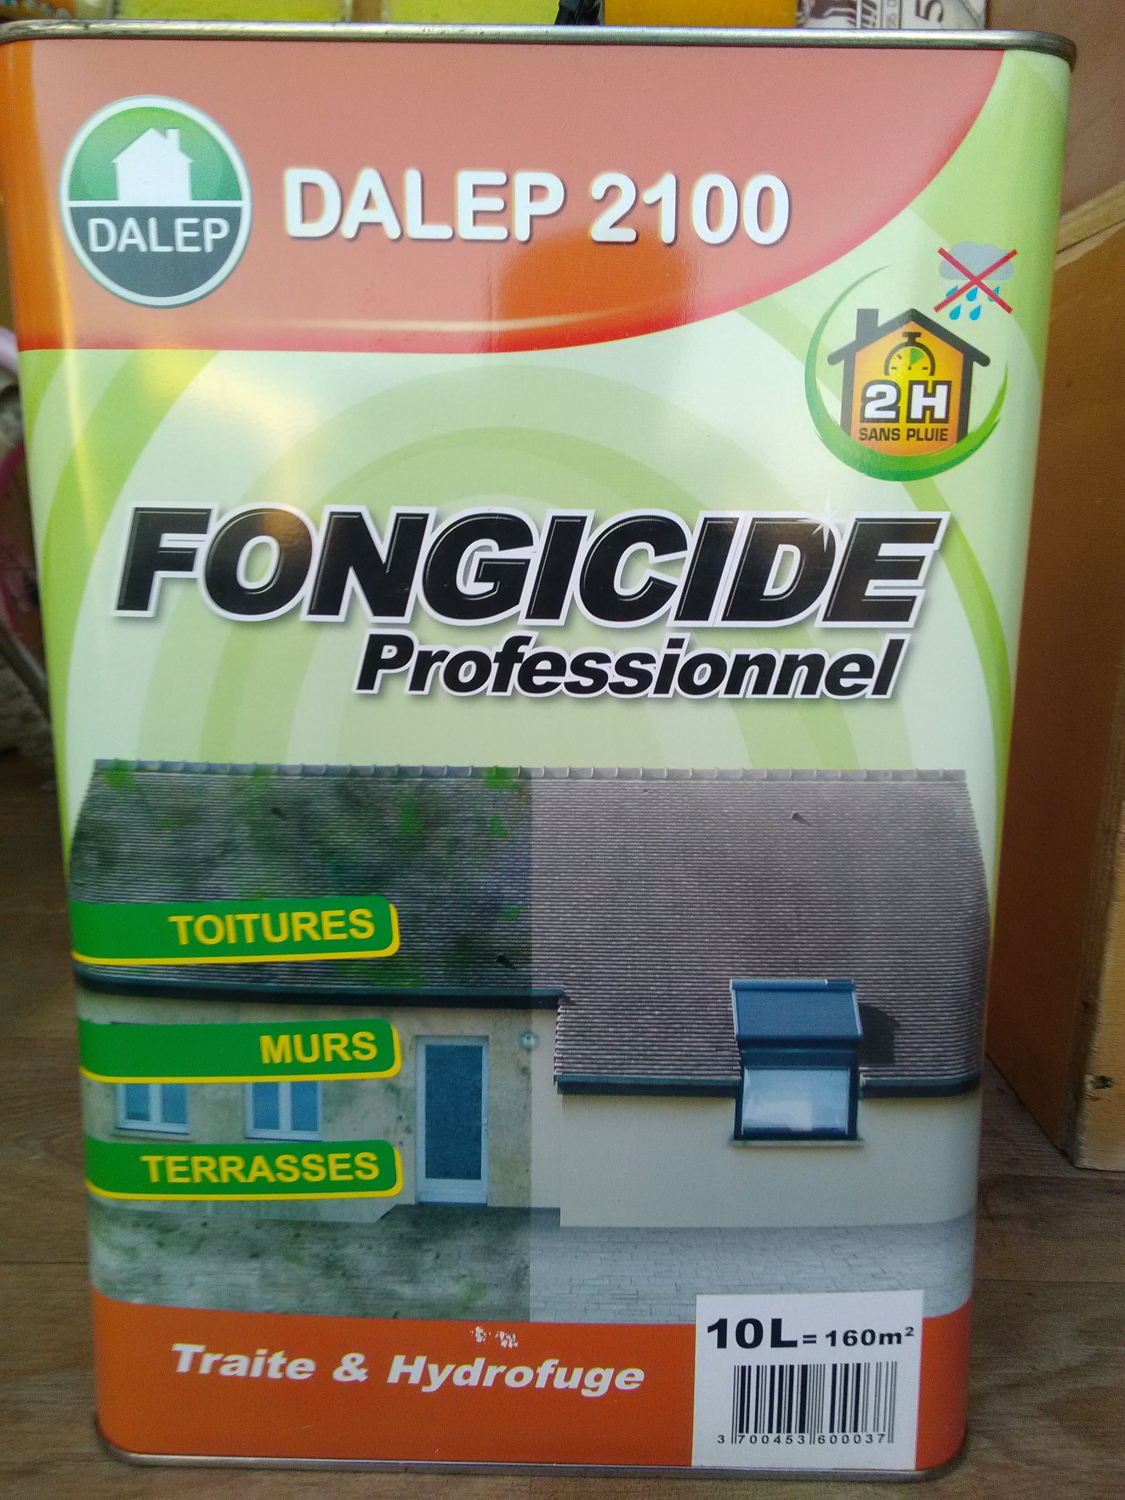 DALEP
DALEP 2100
2H
SANS PLUIE
FONGICIDE
Professionnel
TOITURES
MURS
TERRASSES
Traite & Hydrofuge
10L = 160m²
3 700453 600037